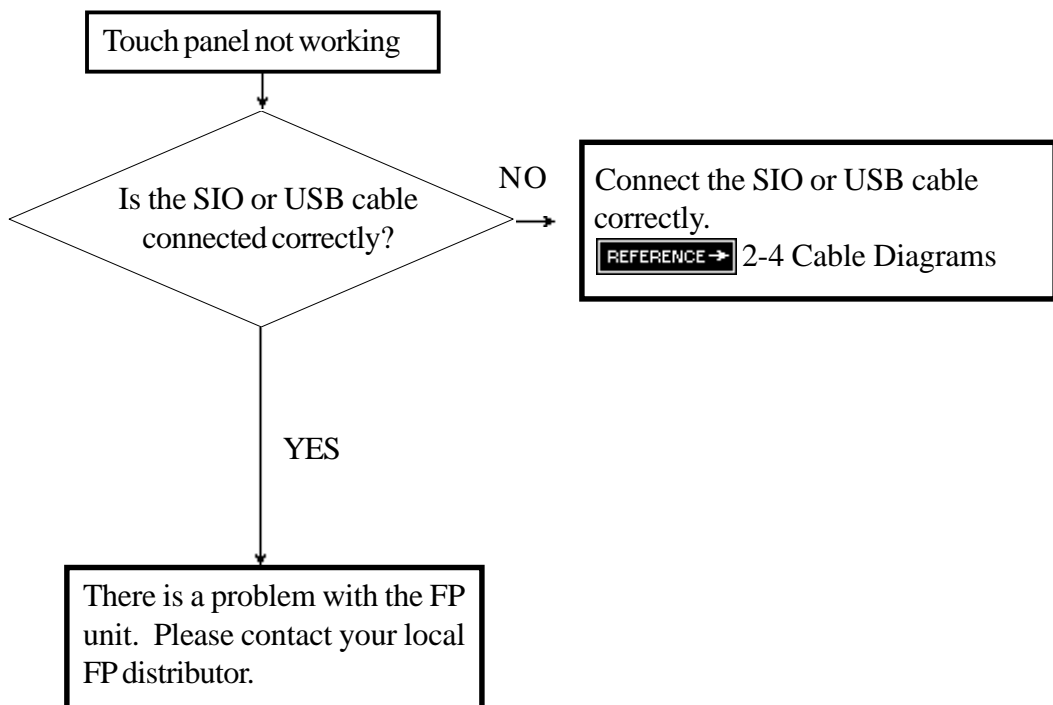 Touch panel not working
Is the SIO or USB cable
connected correctly?
NO
Connect the SIO or USB cable
correctly.
REFERENCE→ 2-4 Cable Diagrams
YES
There is a problem with the FP
unit. Please contact your local
FP distributor.